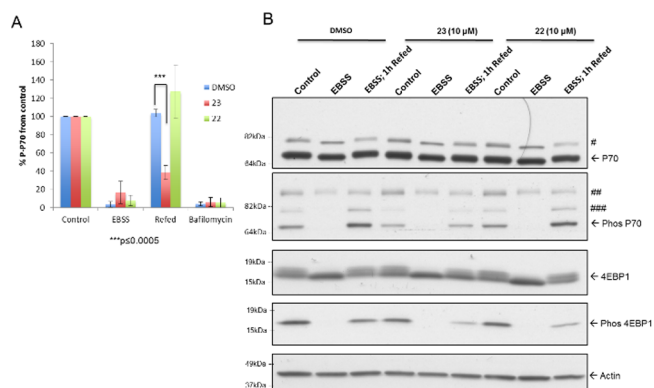 A
% P-P70 from control
180
160
140
120
100
80
60
40
20
0
***
DMSO
23
22
Control EBSS Refed Bafilomycin
***p≤0.0005
B
DMSO 23 (10 µM) 22 (10 µM)
Control EBSS EBSS; 1h Refed Control EBSS EBSS; 1h Refed Control EBSS EBSS; 1h Refed
82kDa
64kDa
#
← P70
82kDa
64kDa
##
###
← Phos P70
19kDa
15kDa
← 4EBP1
19kDa
15kDa
← Phos 4EBP1
49kDa
37kDa
← Actin